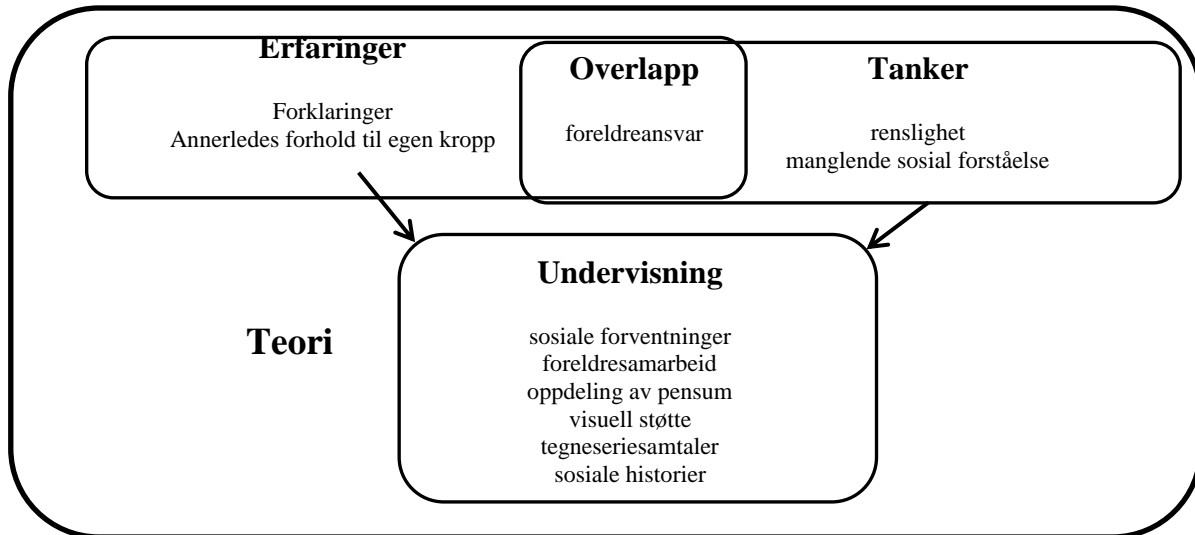 Erfaringer
Forklaringer
Annerledes forhold til egen kropp
Overlapp
foreldreansvar
Tanker
renslighet
manglende sosial forståelse
Teori
Undervisning
sosiale forventninger
foreldresamarbeid
oppdeling av pensum
visuell støtte
tegneseriesamtaler
sosiale historier